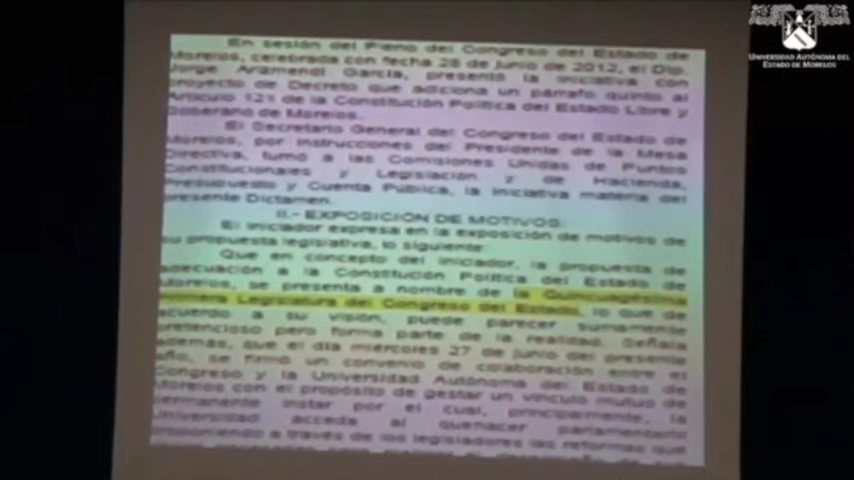 En sesión del Pleno del Congreso del Estado de
Morelos, celebrada con fecha 28 de junio de 2012, el Dip.
Jorge Arizmendi García, presentó la iniciativa con
proyecto de Decreto que adiciona un párrafo quinto al
Artículo 121 de la Constitución Política del Estado Libre y
Soberano de Morelos.
El Secretario General del Congreso del Estado de
Morelos, por instrucciones del Presidente de la Mesa
Directiva, turnó a las Comisiones Unidas de Puntos
Constitucionales y Legislación y de Hacienda,
Presupuesto y Cuenta Pública, la iniciativa materia del
presente Dictamen.
II.- EXPOSICIÓN DE MOTIVOS.
El iniciador expresa en la exposición de motivos de
su propuesta legislativa, lo siguiente:
Que en concepto del iniciador, la propuesta de
adecuación a la Constitución Política del Estado de
Morelos, se presenta a nombre de la Quincuagésima
primera Legislatura del Congreso del Estado, lo que de
acuerdo a su visión, puede parecer sumamente
pretencioso pero forma parte de la realidad. Señala
además, que el día miércoles 27 de junio del presente
año, se firmó un convenio de colaboración entre el
Congreso y la Universidad Autónoma del Estado de
Morelos con el propósito de gestar un vínculo mutuo de
permanente instar por el cual, principalmente, la
Universidad acceda al quehacer parlamentario
proponiendo a través de los legisladores las reformas que
UNIVERSIDAD AUTÓNOMA DEL
ESTADO DE MORELOS